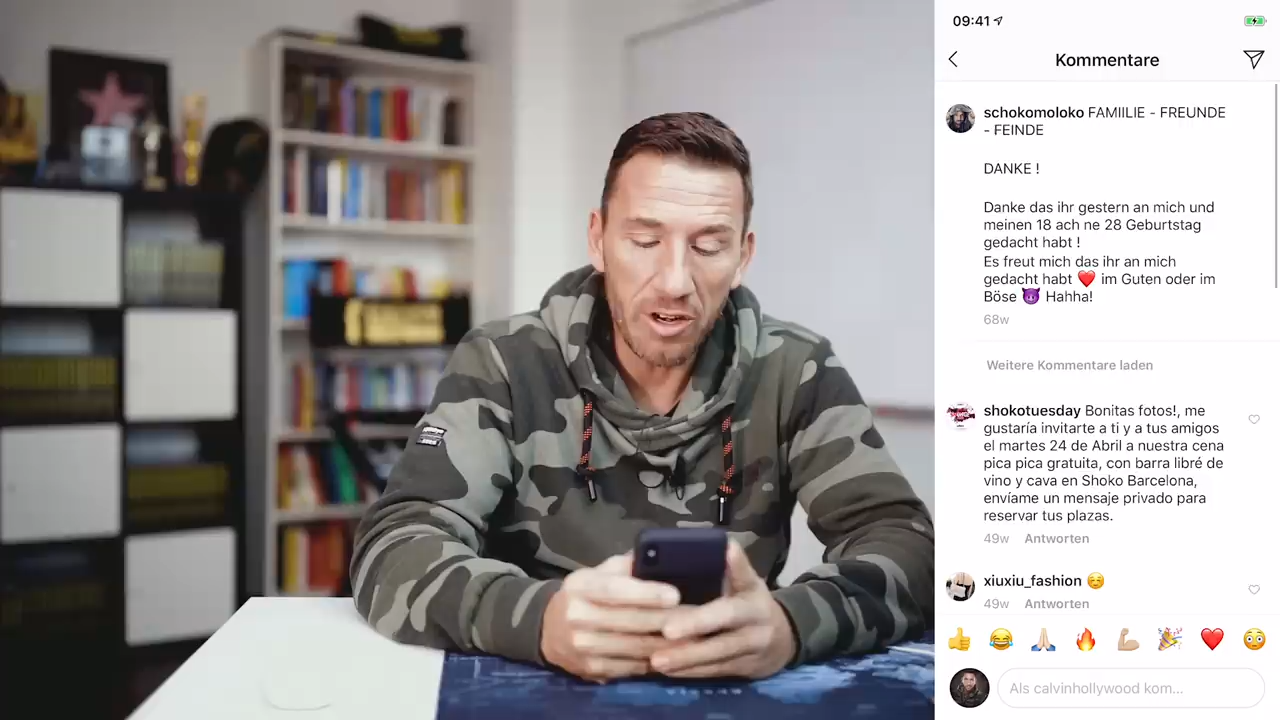 09:41
Kommentare
schokomoloko FAMIILIE - FREUNDE
- FEINDE
DANKE !
Danke das ihr gestern an mich und
meinen 18 ach ne 28 Geburtstag
gedacht habt !
Es freut mich das ihr an mich
gedacht habt ❤️ im Guten oder im
Böse 😈 Hahha!
68w
Weitere Kommentare laden
shokotuesday Bonitas fotos!, me
gustaría invitarte a ti y a tus amigos
el martes 24 de Abril a nuestra cena
pica pica gratuita, con barra libré de
vino y cava en Shoko Barcelona,
envíame un mensaje privado para
reservar tus plazas.
49w Antworten
xiuxiu_fashion ☺️
49w Antworten
👍 😂 🙏🏼 🔥 💪🏼 🎉 ❤️ 😳
Als calvinhollywood kom...